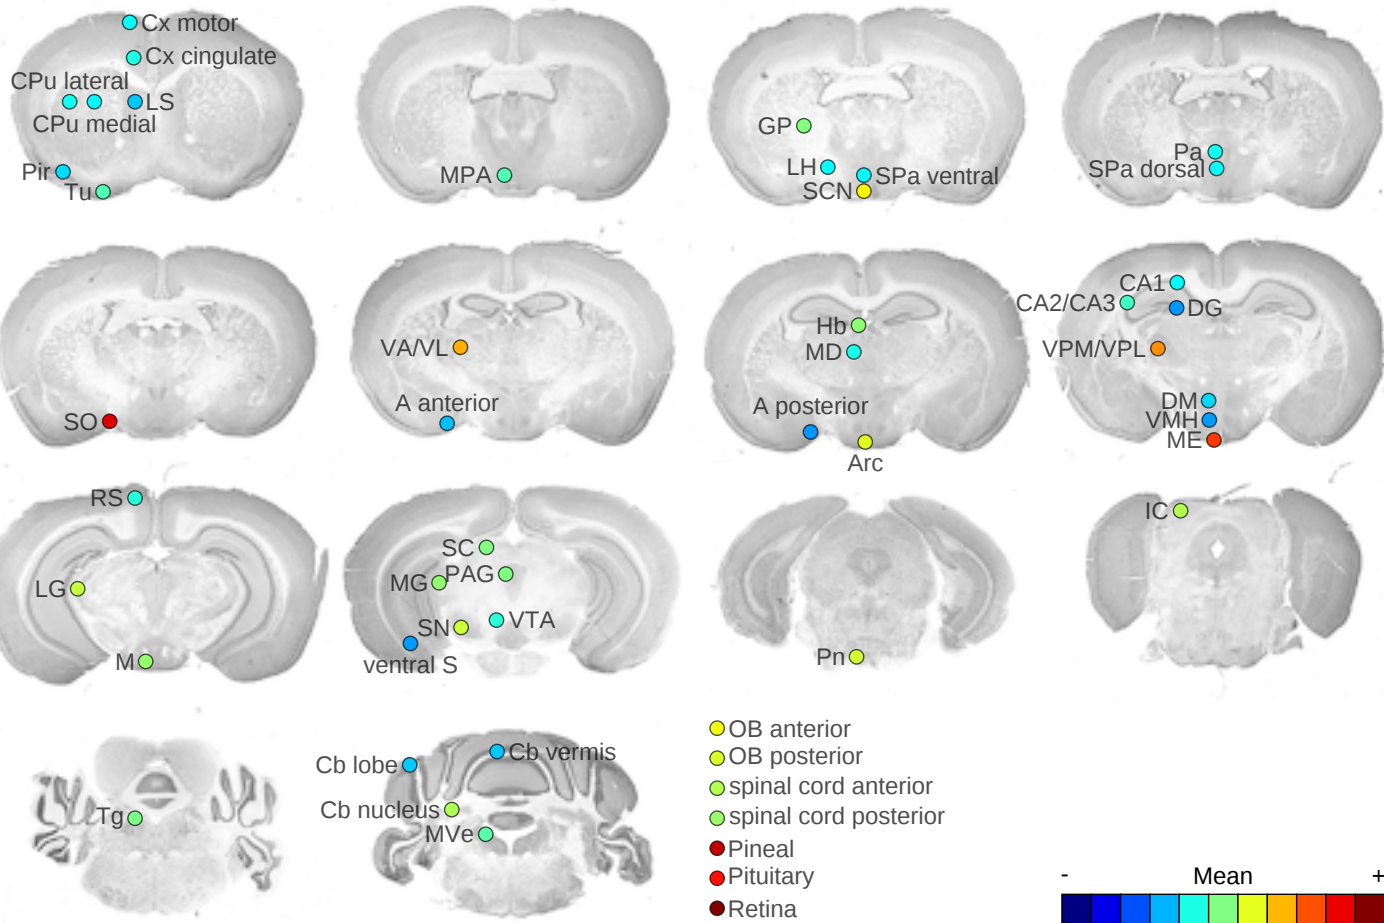 Cx motor
Cx cingulate
CPu lateral
LS
CPu medial
Pir
Tu
MPA
GP
LH
SPa ventral
SCN
Pa
SPa dorsal
SO
VA/VL
A anterior
Hb
MD
A posterior
Arc
CA1
CA2/CA3
DG
VPM/VPL
DM
VMH
ME
RS
LG
M
SC
MG
PAG
SN
VTA
ventral S
Pn
IC
Tg
Cb lobe
Cb vermis
Cb nucleus
MVe
OB anterior
OB posterior
spinal cord anterior
spinal cord posterior
Pineal
Pituitary
Retina
- Mean +